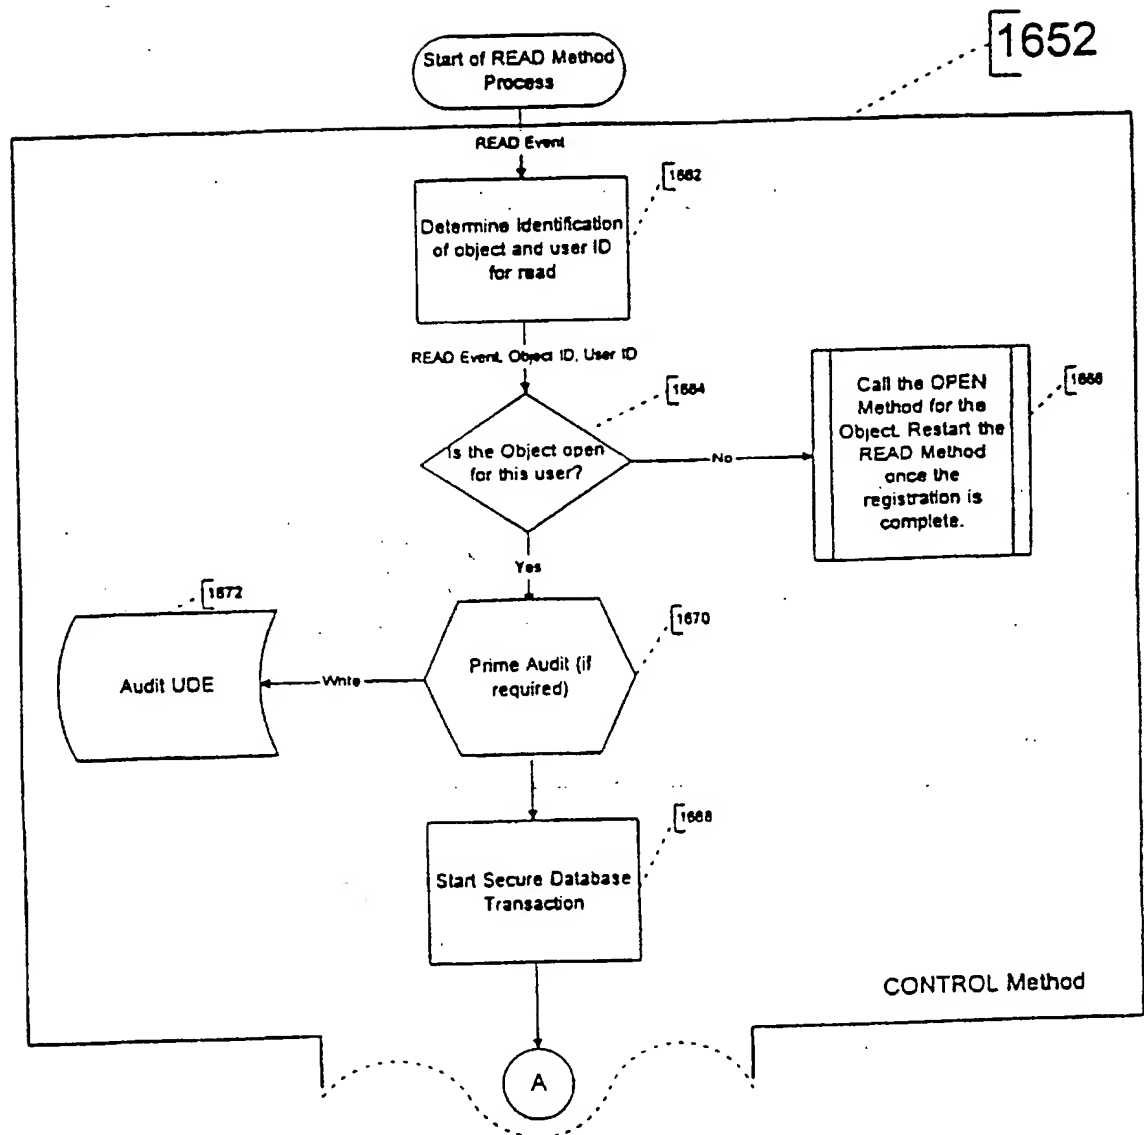 1652
Start of READ Method
Process
READ Event
1662
Determine Identification
of object and user ID
for read
READ Event, Object ID, User ID
1664
Is the Object open
for this user?
No
1666
Call the OPEN
Method for the
Object. Restart the
READ Method
once the
registration is
complete.
Yes
1672
Audit UDE
Write
1670
Prime Audit (if
required)
1668
Start Secure Database
Transaction
CONTROL Method
A